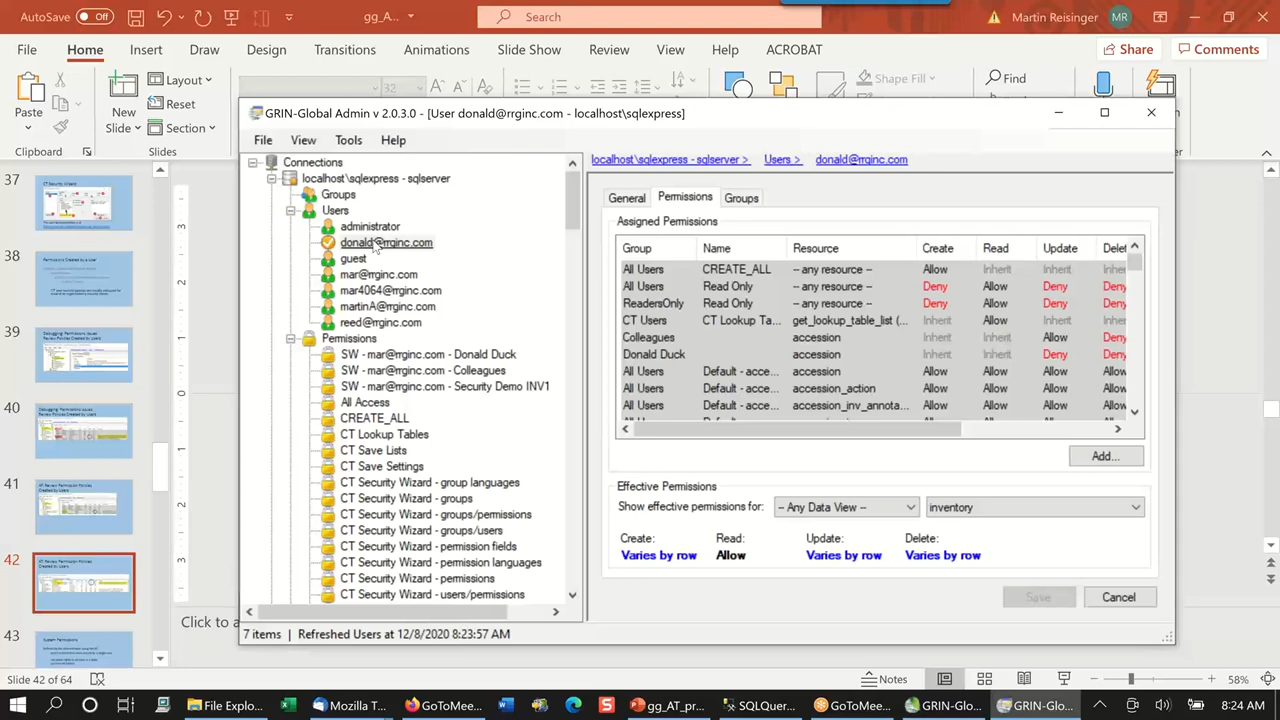 AutoSave Off gg_A... Search Martin Reisinger MR
File Home Insert Draw Design Transitions Animations Slide Show Review View Help ACROBAT Share Comments
Paste
New Slide
Layout
Reset
Section
32
Shape Fill
Find
Clipboard
Slides
37
38
39
40
41
42
43
GRIN-Global Admin v 2.0.3.0 - [User donald@rrginc.com - localhost\sqlexpress]
File View Tools Help
Connections
localhost\sqlexpress - sqlserver
Groups
Users
administrator
donald@rrginc.com
guest
mar@rrginc.com
mar4064@rrginc.com
martinA@rrginc.com
reed@rrginc.com
Permissions
SW - mar@rrginc.com - Donald Duck
SW - mar@rrginc.com - Colleagues
SW - mar@rrginc.com - Security Demo INV1
All Access
CREATE_ALL
CT Lookup Tables
CT Save Lists
CT Save Settings
CT Security Wizard - group languages
CT Security Wizard - groups
CT Security Wizard - groups/permissions
CT Security Wizard - groups/users
CT Security Wizard - permission fields
CT Security Wizard - permission languages
CT Security Wizard - permissions
CT Security Wizard - users/permissions
localhost\sqlexpress - sqlserver > Users > donald@rrginc.com
General Permissions Groups
Assigned Permissions
Group Name Resource Create Read Update Delet
All Users CREATE_ALL -- any resource -- Allow Inherit Inherit Inherit
All Users Read Only -- any resource -- Deny Allow Deny Deny
ReadersOnly Read Only -- any resource -- Deny Allow Deny Deny
CT Users CT Lookup Ta... get_lookup_table_list (... Inherit Allow Inherit Inherit
Colleagues accession Inherit Allow Allow Deny
Donald Duck accession Inherit Inherit Deny Deny
All Users Default - acce... accession Allow Allow Allow Allow
All Users Default - acce... accession_action Allow Allow Allow Allow
All Users Default - acce... accession_inv_annota... Allow Allow Allow Allow
Add...
Effective Permissions
Show effective permissions for: -- Any Data View -- inventory
Create: Read: Update: Delete:
Varies by row Allow Varies by row Varies by row
Save Cancel
7 items Refreshed Users at 12/8/2020 8:23:57 AM
Click to a
Slide 42 of 64 Notes 58%
File Explo... Mozilla T... GoToMee... gg_AT_pr... SQLQuer... GoToMee... GRIN-Glo... GRIN-Glo... 8:24 AM